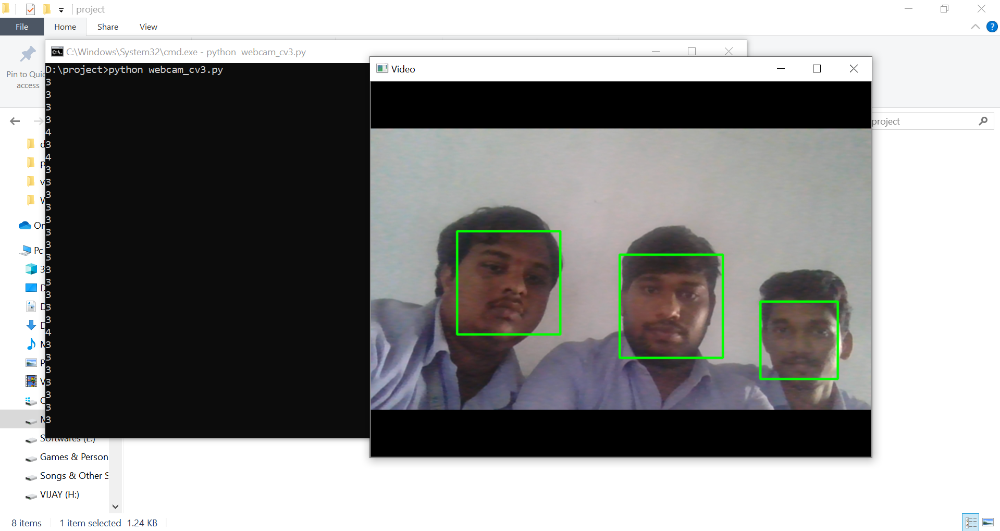 project
File Home Share View
?
Pin to Quic
access
C:\Windows\System32\cmd.exe - python  webcam_cv3.py
D:\project>python webcam_cv3.py
3
3
3
3
4
3
4
3
3
3
3
3
3
3
3
3
3
3
3
3
4
3
3
3
3
3
3
3
Video
project
d
p
v
W
On
Pc
3
D
D
D
M
P
V
C
M
Softwares (E:)
Games & Person
Songs & Other S
VIJAY (H:)
8 items 1 item selected 1.24 KB